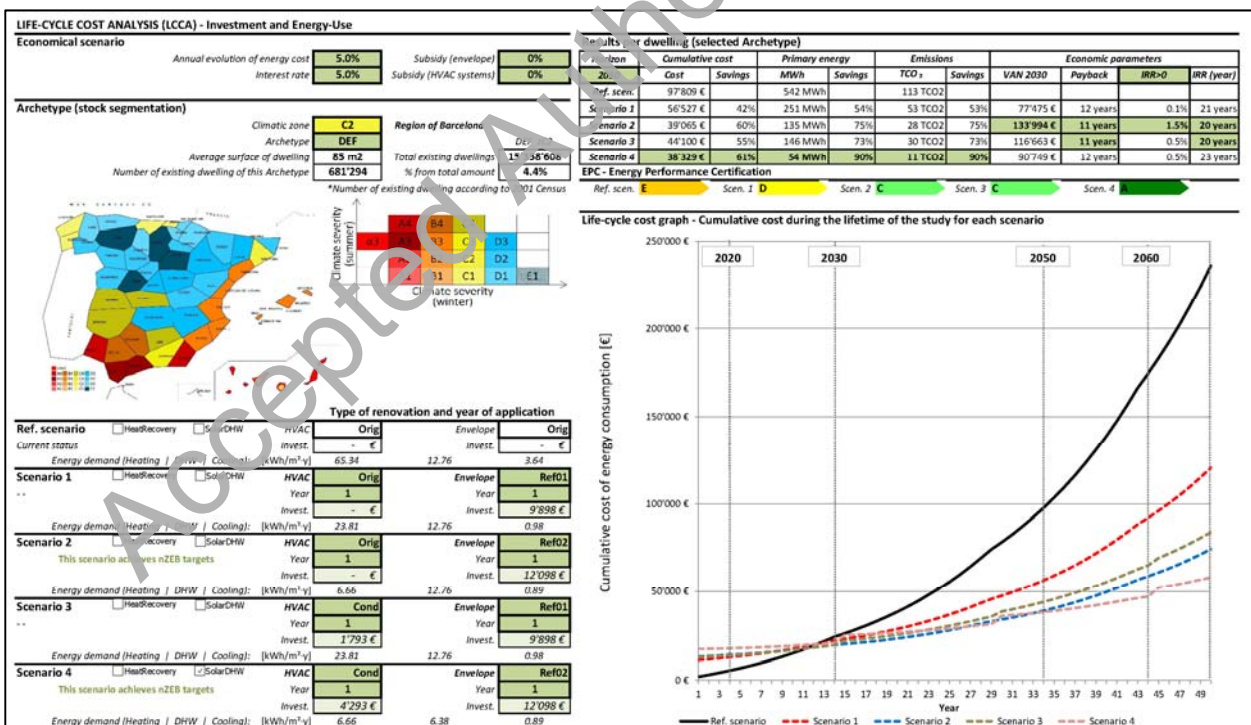 LIFE-CYCLE COST ANALYSIS (LCCA) - Investment and Energy-Use
Economical scenario
Annual evolution of energy cost 5.0% Subsidy (envelope) 0%
Interest rate 5.0% Subsidy (HVAC systems) 0%
Archetype (stock segmentation)
Climatic zone C2 Region of Barcelona
Archetype DEF
Average surface of dwelling 85 m2 Total existing dwellings
Number of existing dwelling of this Archetype 681'294 % from total amount 4.4%
*Number of existing dwelling according to 2001 Census
Climate severity (summer)
A4 B4
α3 A3 B3 D3
C2 D2
B1 C1 D1 E1
Climate severity
(winter)
Type of renovation and year of application
Ref. scenario HeatRecovery SolarDHW HVAC Orig Envelope Orig
Current status Invest. - € Invest. - €
Energy demand (Heating | DHW | Cooling): [kWh/m²·y] 65.34 12.76 3.64
Scenario 1 HeatRecovery SolarDHW HVAC Orig Envelope Ref01
- - Year 1 Year 1
Invest. - € Invest. 9'898 €
Energy demand (Heating | DHW | Cooling): [kWh/m²·y] 23.81 12.76 0.98
Scenario 2 HeatRecovery SolarDHW HVAC Orig Envelope Ref02
This scenario achieves nZEB targets Year 1 Year 1
Invest. - € Invest. 12'098 €
Energy demand (Heating | DHW | Cooling): [kWh/m²·y] 6.66 12.76 0.89
Scenario 3 HeatRecovery SolarDHW HVAC Cond Envelope Ref01
- - Year 1 Year 1
Invest. 1'793 € Invest. 9'898 €
Energy demand (Heating | DHW | Cooling): [kWh/m²·y] 23.81 12.76 0.98
Scenario 4 HeatRecovery SolarDHW HVAC Cond Envelope Ref02
This scenario achieves nZEB targets Year 1 Year 1
Invest. 4'293 € Invest. 12'098 €
Energy demand (Heating | DHW | Cooling): [kWh/m²·y] 6.66 6.38 0.89
Results per dwelling (selected Archetype)
Horizon Cumulative cost Primary energy Emissions Economic parameters
Cost Savings MWh Savings Savings VAN 2030 Payback IRR>0 IRR (year)
Ref. scen. 97'809 € 542 MWh 113 TCO2
Scenario 1 56'527 € 42% 251 MWh 54% 53 TCO2 53% 77'475 € 12 years 0.1% 21 years
Scenario 2 39'065 € 60% 135 MWh 75% 28 TCO2 75% 133'994 € 11 years 1.5% 20 years
Scenario 3 44'100 € 55% 146 MWh 73% 30 TCO2 73% 116'663 € 11 years 0.5% 20 years
Scenario 4 38'329 € 61% 54 MWh 90% 11 TCO2 90% 90'749 € 12 years 0.5% 23 years
EPC - Energy Performance Certification
Ref. scen. E Scen. 1 D Scen. 2 C Scen. 3 C Scen. 4 A
Life-cycle cost graph - Cumulative cost during the lifetime of the study for each scenario
Cumulative cost of energy consumption [€]
250'000 €
2020 2030 2050 2060
200'000 €
150'000 €
100'000 €
50'000 €
0 €
1 3 5 7 9 11 13 15 17 19 21 23 25 27 29 31 33 35 37 39 41 43 45 47 49
Year
Ref. scenario Scenario 1 Scenario 2 Scenario 3 Scenario 4